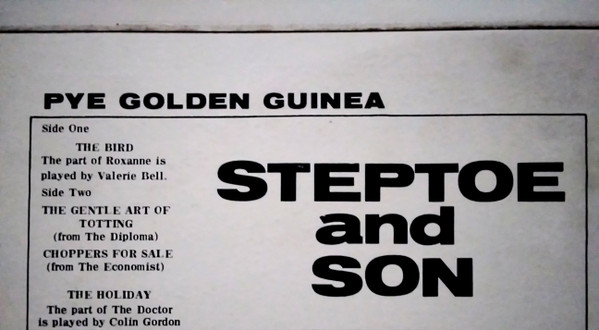 PYE GOLDEN GUINEA
Side One
THE BIRD
The part of Roxanne is
played by Valerie Bell.
Side Two
THE GENTLE ART OF
TOTTING
(from The Diploma)
CHOPPERS FOR SALE
(from The Economist)
THE HOLIDAY
The part of The Doctor
is played by Colin Gordon
STEPTOE
and
SON